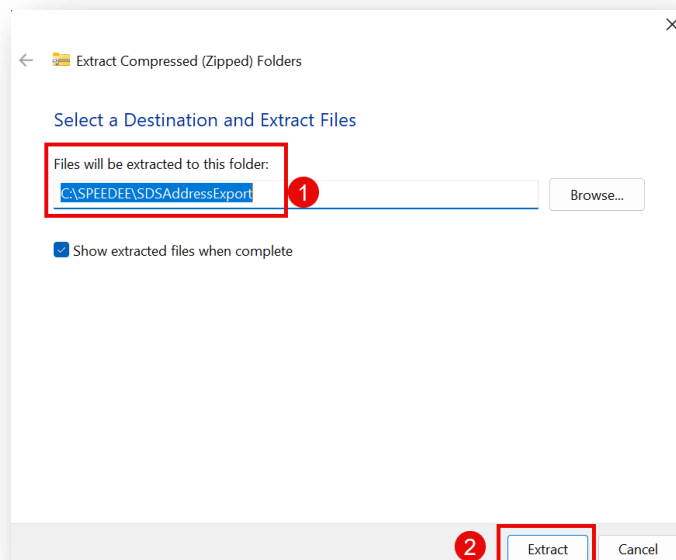 Extract Compressed (Zipped) Folders
Select a Destination and Extract Files
Files will be extracted to this folder:
C:\SPEEDEE\SDSAddressExport
1
Browse...
Show extracted files when complete
2
Extract
Cancel